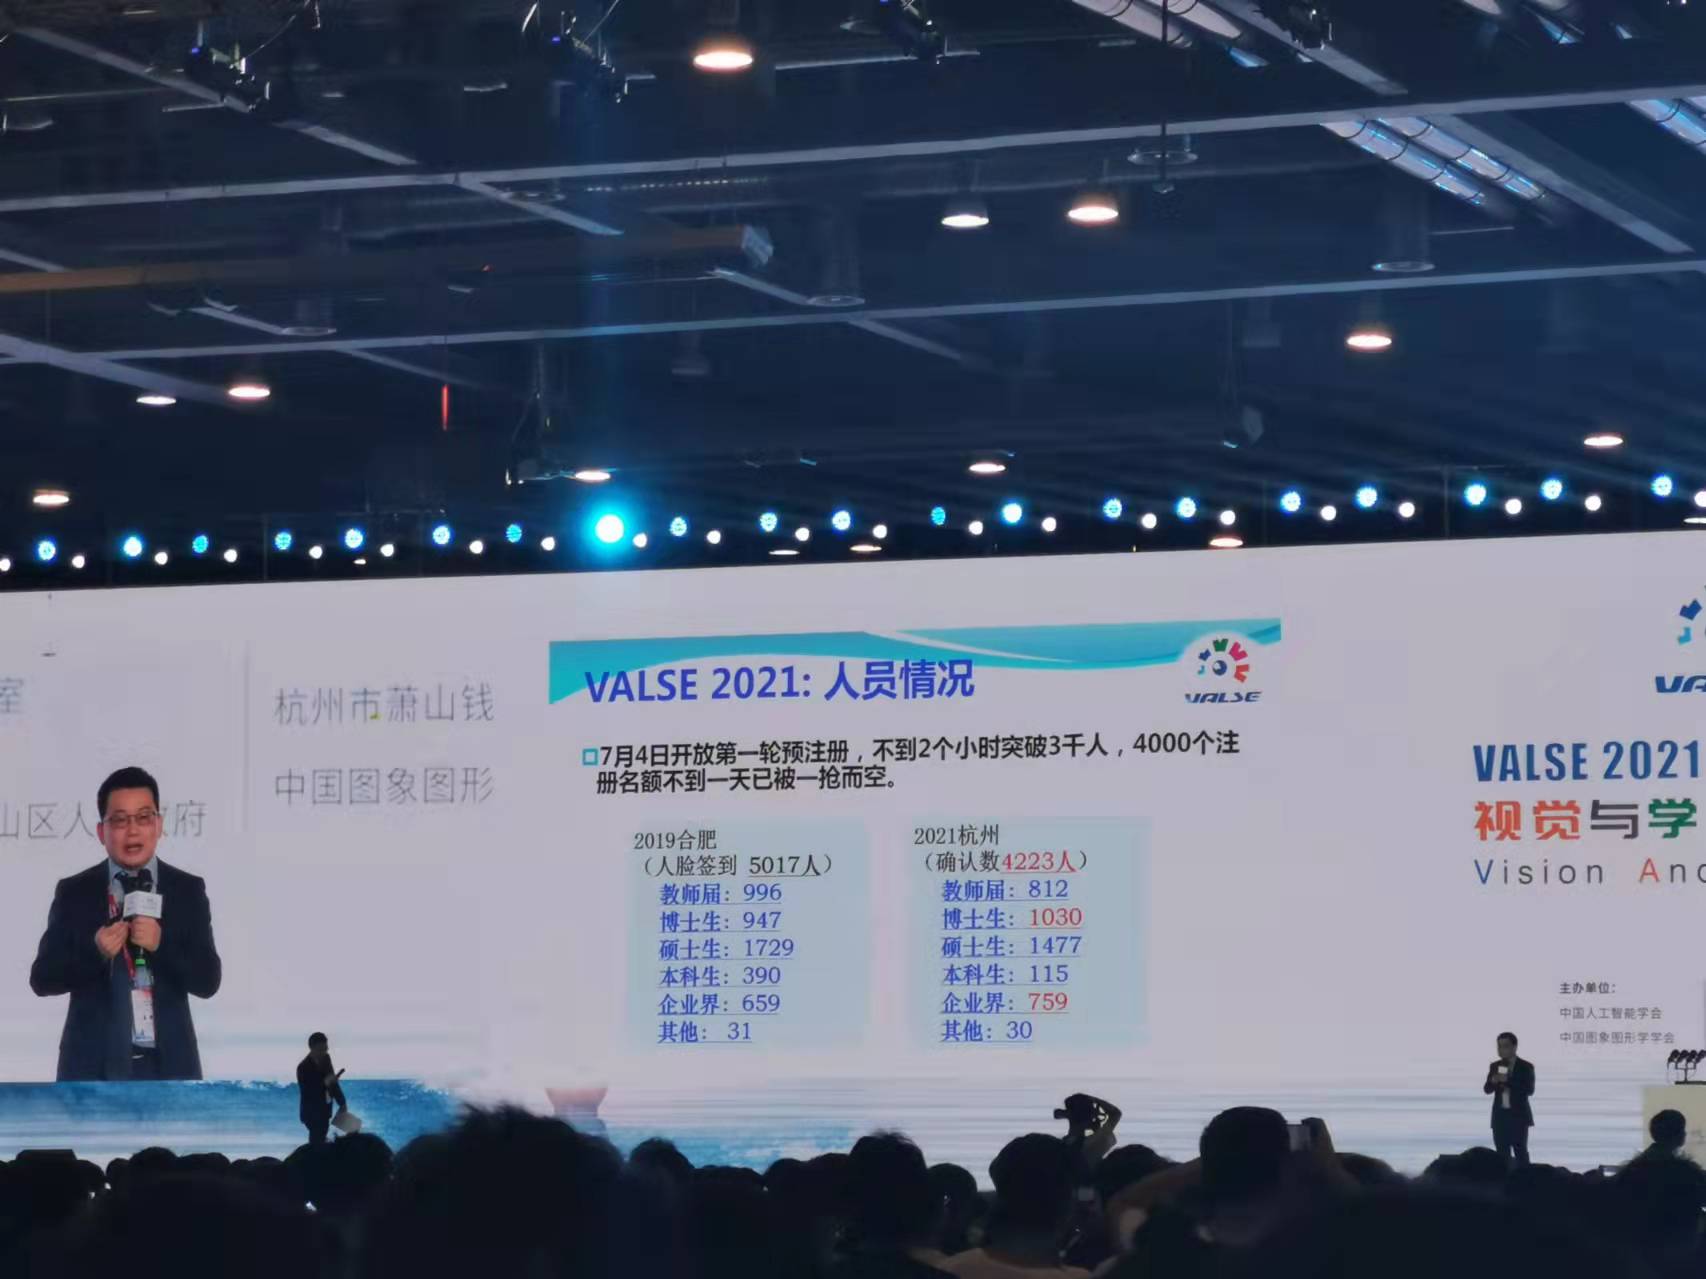 室
山区人
府
杭州市萧山钱
中国图象图形
VALSE 2021: 人员情况
VALSE
7月4日开放第一轮预注册，不到2个小时突破3千人，4000个注
册名额不到一天已被一抢而空。
2019合肥
（人脸签到 5017人）
教师届：996
博士生：947
硕士生：1729
本科生：390
企业界：659
其他：31
2021杭州
（确认数4223人）
教师届：812
博士生：1030
硕士生：1477
本科生：115
企业界：759
其他：30
VALSE 2021
视觉与学
Vision And
主办单位：
中国人工智能学会
中国图象图形学学会